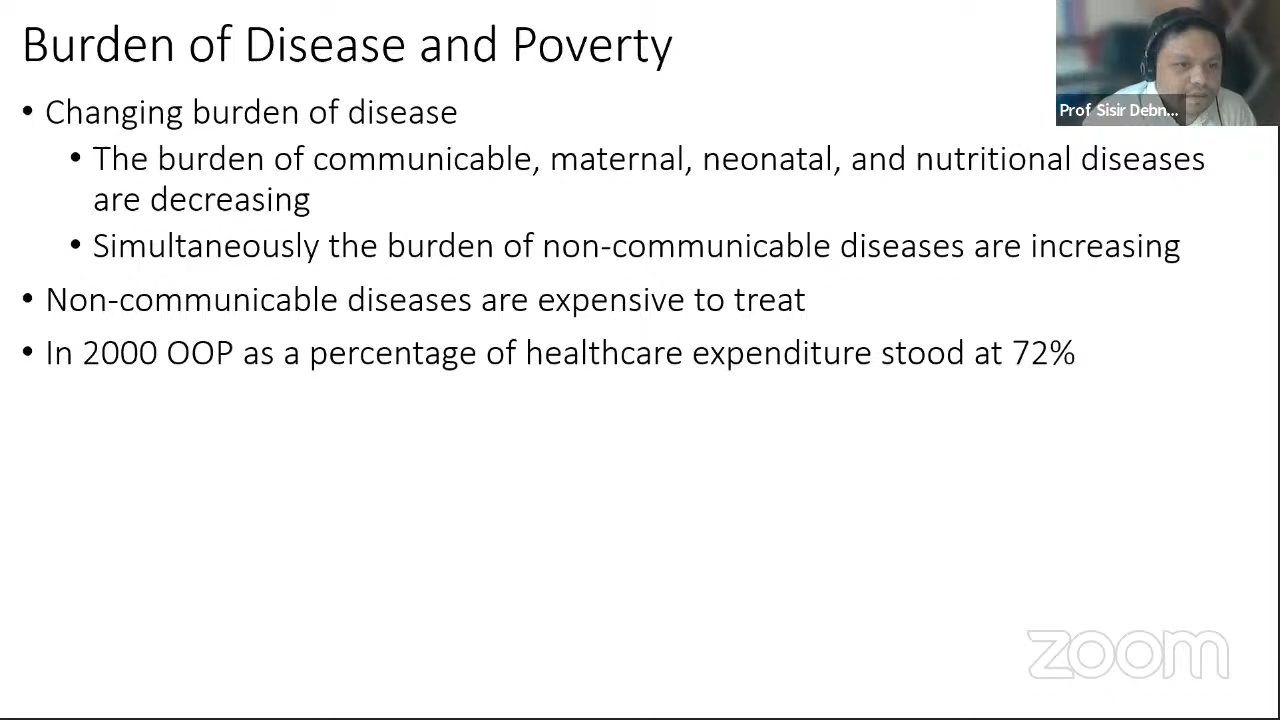 Burden of Disease and Poverty
• Changing burden of disease
• The burden of communicable, maternal, neonatal, and nutritional diseases
are decreasing
• Simultaneously the burden of non-communicable diseases are increasing
• Non-communicable diseases are expensive to treat
• In 2000 OOP as a percentage of healthcare expenditure stood at 72%
Prof Sisir Debn...
zoom